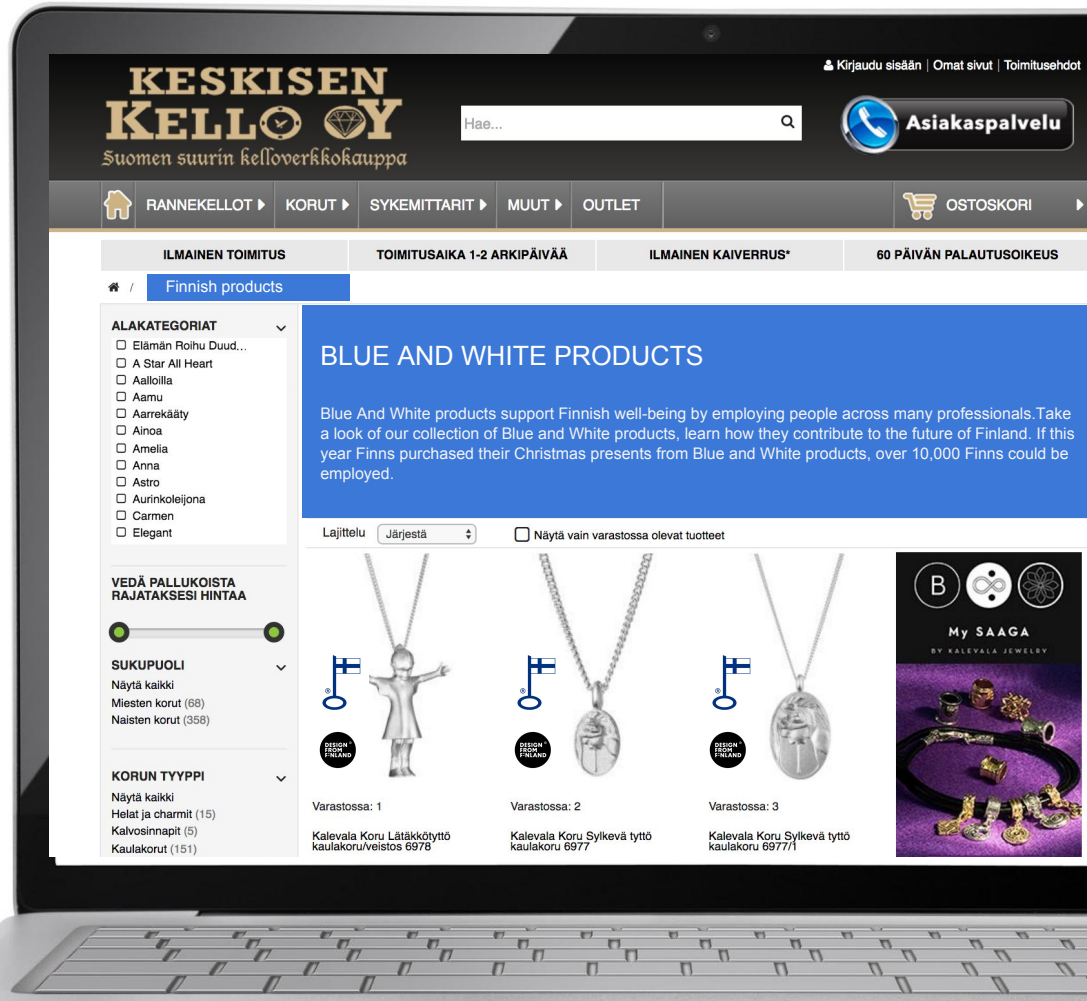 KESKISEN
KELLO OY
Suomen suurin kelloverkkokauppa
Hae...
Kirjaudu sisään | Omat sivut | Toimitusehdot
Asiakaspalvelu
RANNEKELLOT
KORUT
SYKEMITTARIT
MUUT
OUTLET
OSTOSKORI
ILMAINEN TOIMITUS
TOIMITUSAIKA 1-2 ARKIPÄIVÄÄ
ILMAINEN KAIVERRUS*
60 PÄIVÄN PALAUTUSOIKEUS
/ Finnish products
ALAKATEGORIAT
Elämän Roihu Duud...
A Star All Heart
Aalloilla
Aamu
Aarrekääty
Ainoa
Amelia
Anna
Astro
Aurinkoleijona
Carmen
Elegant
VEDÄ PALLUKOISTA
RAJATAKSESI HINTAA
SUKUPUOLI
Näytä kaikki
Miesten korut (68)
Naisten korut (358)
KORUN TYYPPI
Näytä kaikki
Helat ja charmit (15)
Kalvosinnapit (5)
Kaulakorut (151)
BLUE AND WHITE PRODUCTS
Blue And White products support Finnish well-being by employing people across many professionals.Take
a look of our collection of Blue and White products, learn how they contribute to the future of Finland. If this
year Finns purchased their Christmas presents from Blue and White products, over 10,000 Finns could be
employed.
Lajittelu
Järjestä
Näytä vain varastossa olevat tuotteet
®
DESIGN
FROM
FINLAND
Varastossa: 1
Kalevala Koru Lätäkkötyttö
kaulakoru/veistos 6978
®
DESIGN
FROM
FINLAND
Varastossa: 2
Kalevala Koru Sylkevä tyttö
kaulakoru 6977
®
DESIGN
FROM
FINLAND
Varastossa: 3
Kalevala Koru Sylkevä tyttö
kaulakoru 6977/1
B
My SAAGA
BY KALEVALA JEWELRY